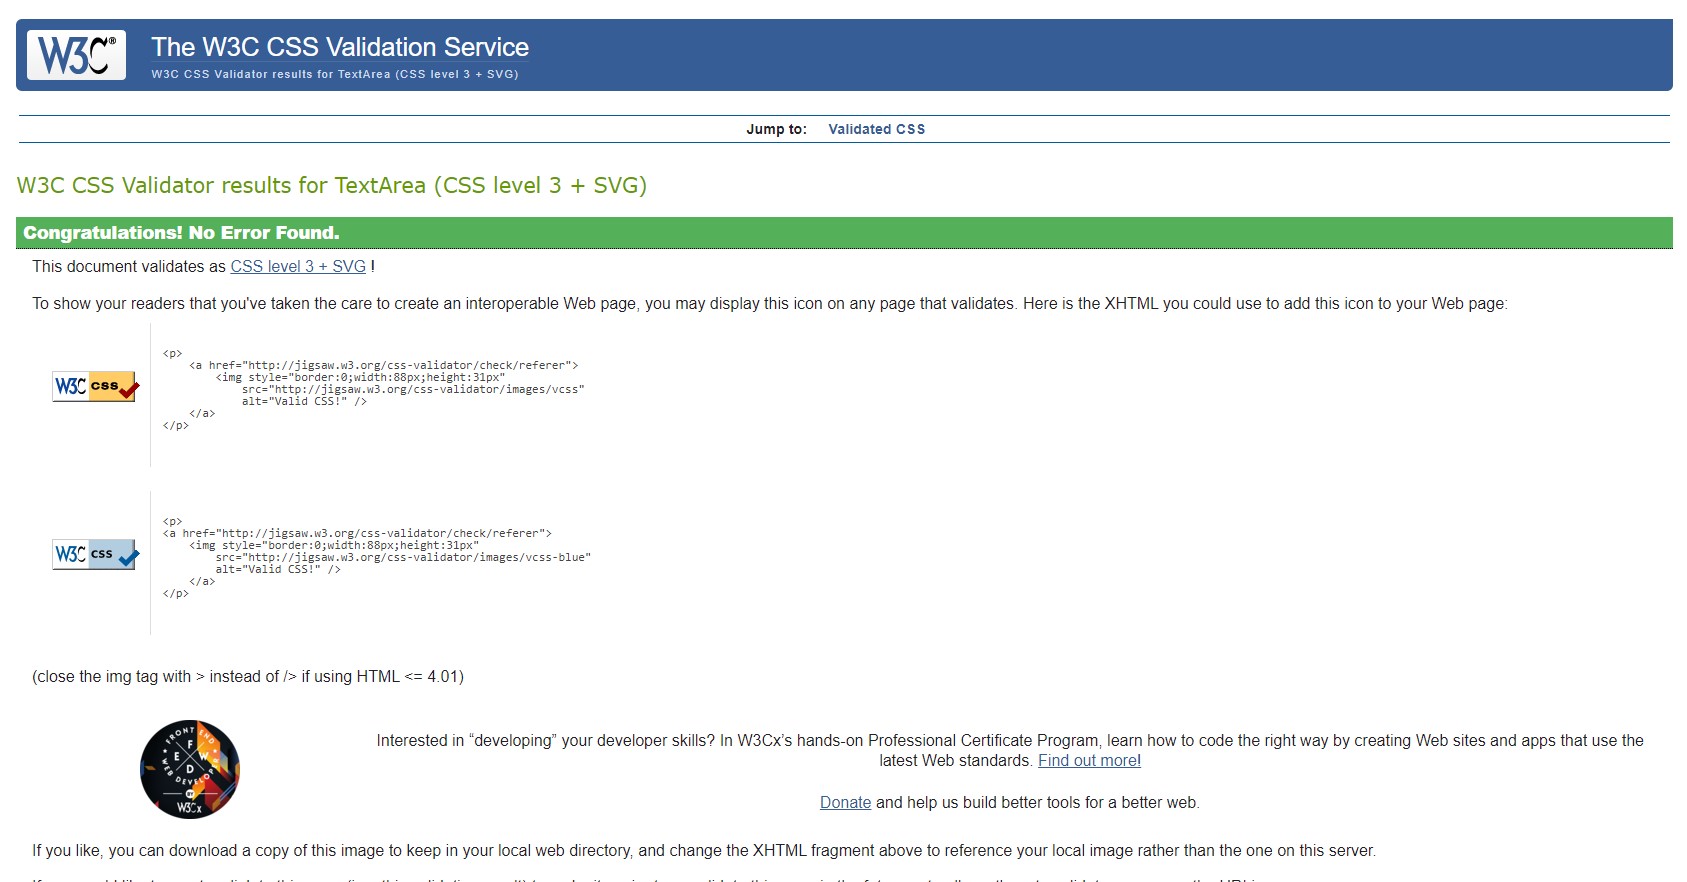 W3C®
The W3C CSS Validation Service
W3C CSS Validator results for TextArea (CSS level 3 + SVG)
Jump to: Validated CSS
W3C CSS Validator results for TextArea (CSS level 3 + SVG)
Congratulations! No Error Found.
This document validates as CSS level 3 + SVG !
To show your readers that you've taken the care to create an interoperable Web page, you may display this icon on any page that validates. Here is the XHTML you could use to add this icon to your Web page:
W3C css
<p>
<a href="http://jigsaw.w3.org/css-validator/check/referer">
<img style="border:0;width:88px;height:31px"
src="http://jigsaw.w3.org/css-validator/images/vcss"
alt="Valid CSS!" />
</a>
</p>
W3C css
<p>
<a href="http://jigsaw.w3.org/css-validator/check/referer">
<img style="border:0;width:88px;height:31px"
src="http://jigsaw.w3.org/css-validator/images/vcss-blue"
alt="Valid CSS!" />
</a>
</p>
(close the img tag with > instead of /> if using HTML <= 4.01)
FRONT END
F
E W
D
WEB DEVELOPER
BY
W3Cx
Interested in “developing” your developer skills? In W3Cx’s hands-on Professional Certificate Program, learn how to code the right way by creating Web sites and apps that use the
latest Web standards. Find out more!
Donate and help us build better tools for a better web.
If you like, you can download a copy of this image to keep in your local web directory, and change the XHTML fragment above to reference your local image rather than the one on this server.